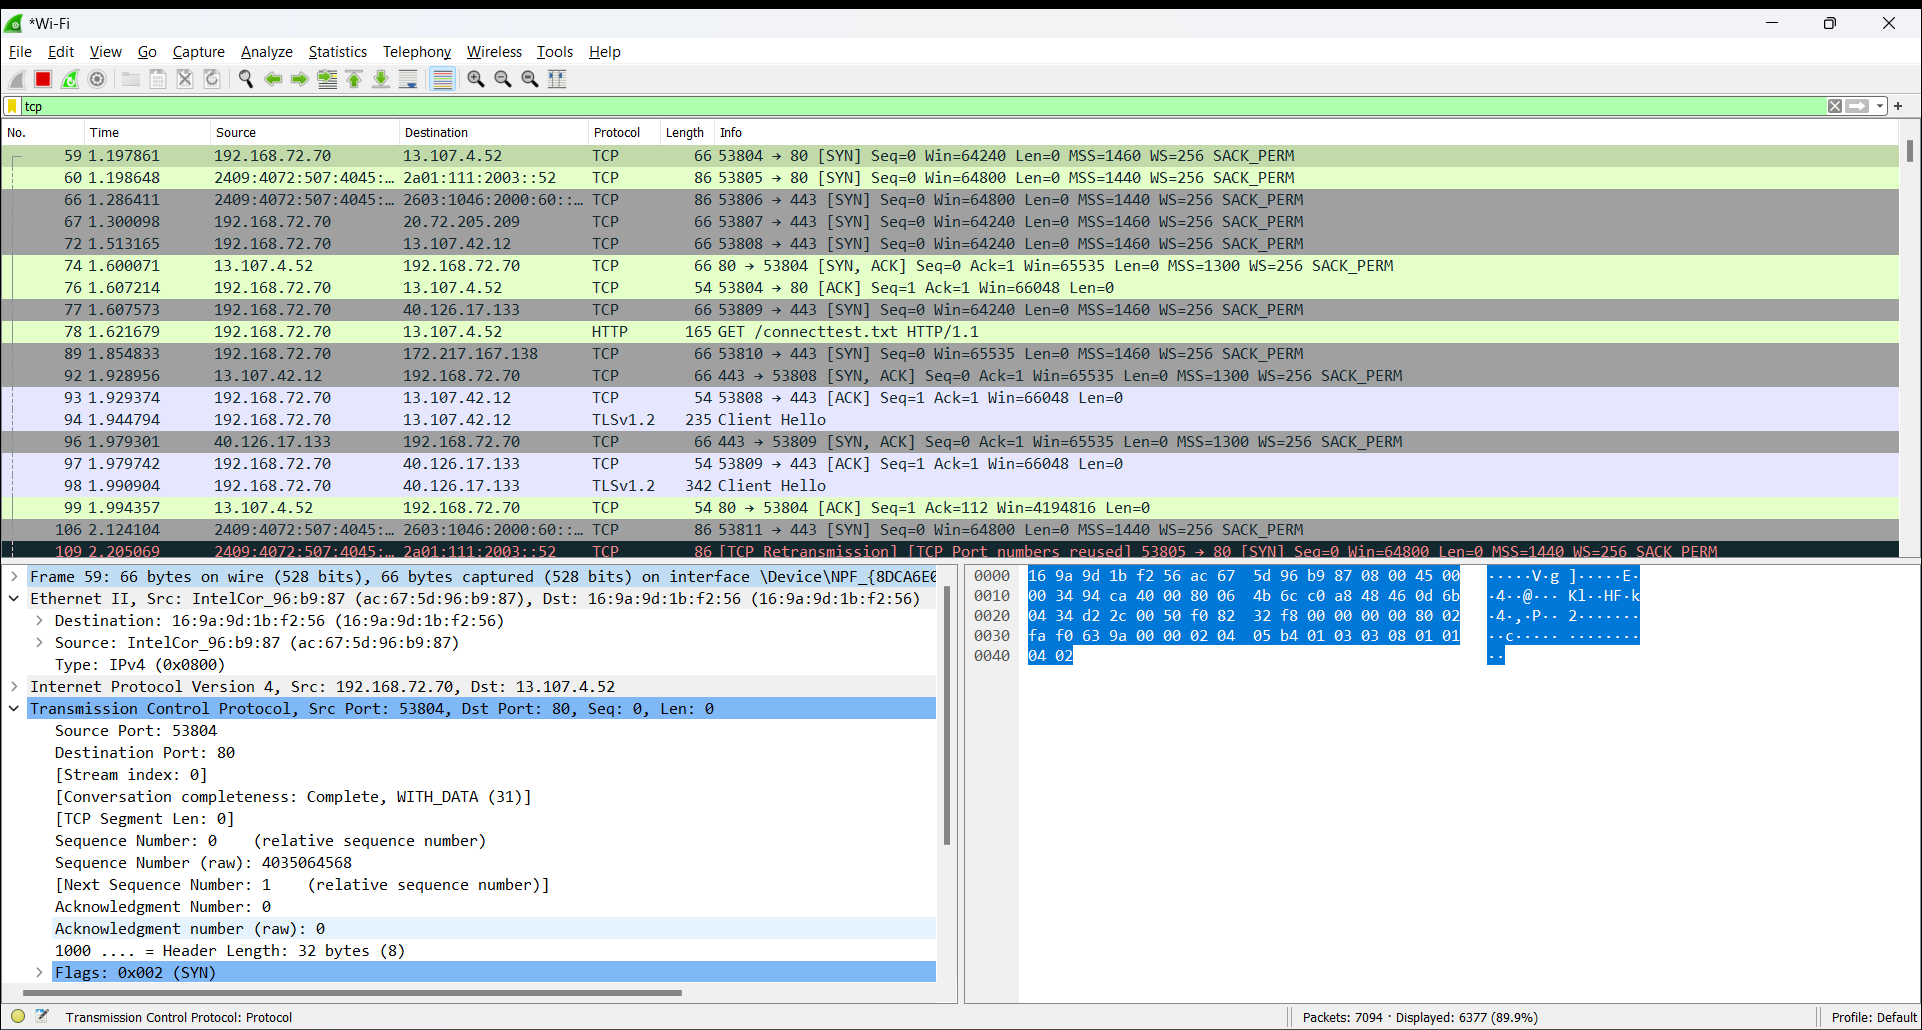 *Wi-Fi
File Edit View Go Capture Analyze Statistics Telephony Wireless Tools Help
tcp
No. Time Source Destination Protocol Length Info
59 1.197861 192.168.72.70 13.107.4.52 TCP 66 53804 → 80 [SYN] Seq=0 Win=64240 Len=0 MSS=1460 WS=256 SACK_PERM
60 1.198648 2409:4072:507:4045:… 2a01:111:2003::52 TCP 86 53805 → 80 [SYN] Seq=0 Win=64800 Len=0 MSS=1440 WS=256 SACK_PERM
66 1.286411 2409:4072:507:4045:… 2603:1046:2000:60::… TCP 86 53806 → 443 [SYN] Seq=0 Win=64800 Len=0 MSS=1440 WS=256 SACK_PERM
67 1.300098 192.168.72.70 20.72.205.209 TCP 66 53807 → 443 [SYN] Seq=0 Win=64240 Len=0 MSS=1460 WS=256 SACK_PERM
72 1.513165 192.168.72.70 13.107.42.12 TCP 66 53808 → 443 [SYN] Seq=0 Win=64240 Len=0 MSS=1460 WS=256 SACK_PERM
74 1.600071 13.107.4.52 192.168.72.70 TCP 66 80 → 53804 [SYN, ACK] Seq=0 Ack=1 Win=65535 Len=0 MSS=1300 WS=256 SACK_PERM
76 1.607214 192.168.72.70 13.107.4.52 TCP 54 53804 → 80 [ACK] Seq=1 Ack=1 Win=66048 Len=0
77 1.607573 192.168.72.70 40.126.17.133 TCP 66 53809 → 443 [SYN] Seq=0 Win=64240 Len=0 MSS=1460 WS=256 SACK_PERM
78 1.621679 192.168.72.70 13.107.4.52 HTTP 165 GET /connecttest.txt HTTP/1.1
89 1.854833 192.168.72.70 172.217.167.138 TCP 66 53810 → 443 [SYN] Seq=0 Win=65535 Len=0 MSS=1460 WS=256 SACK_PERM
92 1.928956 13.107.42.12 192.168.72.70 TCP 66 443 → 53808 [SYN, ACK] Seq=0 Ack=1 Win=65535 Len=0 MSS=1300 WS=256 SACK_PERM
93 1.929374 192.168.72.70 13.107.42.12 TCP 54 53808 → 443 [ACK] Seq=1 Ack=1 Win=66048 Len=0
94 1.944794 192.168.72.70 13.107.42.12 TLSv1.2 235 Client Hello
96 1.979301 40.126.17.133 192.168.72.70 TCP 66 443 → 53809 [SYN, ACK] Seq=0 Ack=1 Win=65535 Len=0 MSS=1300 WS=256 SACK_PERM
97 1.979742 192.168.72.70 40.126.17.133 TCP 54 53809 → 443 [ACK] Seq=1 Ack=1 Win=66048 Len=0
98 1.990904 192.168.72.70 40.126.17.133 TLSv1.2 342 Client Hello
99 1.994357 13.107.4.52 192.168.72.70 TCP 54 80 → 53804 [ACK] Seq=1 Ack=112 Win=4194816 Len=0
106 2.124104 2409:4072:507:4045:… 2603:1046:2000:60::… TCP 86 53811 → 443 [SYN] Seq=0 Win=64800 Len=0 MSS=1440 WS=256 SACK_PERM
109 2.205069 2409:4072:507:4045:… 2a01:111:2003::52 TCP 86 [TCP Retransmission] [TCP Port numbers reused] 53805 → 80 [SYN] Seq=0 Win=64800 Len=0 MSS=1440 WS=256 SACK_PERM
Frame 59: 66 bytes on wire (528 bits), 66 bytes captured (528 bits) on interface \Device\NPF_{8DCA6E0
Ethernet II, Src: IntelCor_96:b9:87 (ac:67:5d:96:b9:87), Dst: 16:9a:9d:1b:f2:56 (16:9a:9d:1b:f2:56)
Destination: 16:9a:9d:1b:f2:56 (16:9a:9d:1b:f2:56)
Source: IntelCor_96:b9:87 (ac:67:5d:96:b9:87)
Type: IPv4 (0x0800)
Internet Protocol Version 4, Src: 192.168.72.70, Dst: 13.107.4.52
Transmission Control Protocol, Src Port: 53804, Dst Port: 80, Seq: 0, Len: 0
Source Port: 53804
Destination Port: 80
[Stream index: 0]
[Conversation completeness: Complete, WITH_DATA (31)]
[TCP Segment Len: 0]
Sequence Number: 0 (relative sequence number)
Sequence Number (raw): 4035064568
[Next Sequence Number: 1 (relative sequence number)]
Acknowledgment Number: 0
Acknowledgment number (raw): 0
1000 .... = Header Length: 32 bytes (8)
Flags: 0x002 (SYN)
0000 16 9a 9d 1b f2 56 ac 67 5d 96 b9 87 08 00 45 00 ·····V·g ]·····E·
0010 00 34 94 ca 40 00 80 06 4b 6c c0 a8 48 46 0d 6b ·4··@··· Kl··HF·k
0020 04 34 d2 2c 00 50 f0 82 32 f8 00 00 00 00 80 02 ·4·,·P·· 2·······
0030 fa f0 63 9a 00 00 02 04 05 b4 01 03 03 08 01 01 ··c····· ········
0040 04 02 ··
Transmission Control Protocol: Protocol
Packets: 7094 · Displayed: 6377 (89.9%)
Profile: Default